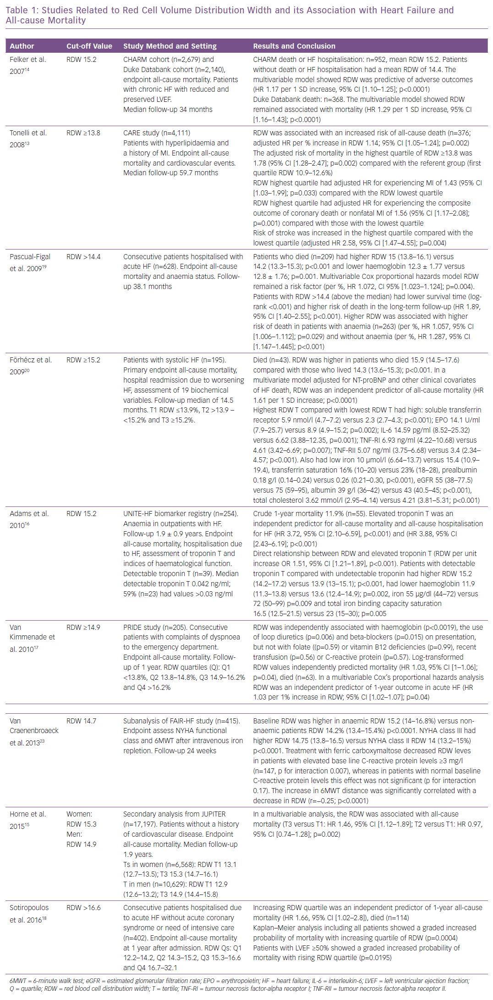 Table 1: Studies Related to Red Cell Volume Distribution Width and its Association with Heart Failure and
All-cause Mortality
Author Cut-off Value Study Method and Setting Results and Conclusion
Felker et al.
2007¹⁴
RDW 15.2
CHARM cohort (n=2,679) and
Duke Databank cohort (n=2,140),
endpoint all-cause mortality. Patients
with chronic HF with reduced and
preserved LVEF.
Median follow-up 34 months
CHARM death or HF hospitalisation: n=952, mean RDW 15.2. Patients
without death or HF hospitalisation had a mean RDW of 14.4. The
multivariable model showed RDW was predictive of adverse outcomes
(HR 1.17 per 1 SD increase, 95% CI [1.10–1.25]; p<0.0001)
Duke Databank death: n=368. The multivariable model showed RDW
remained associated with mortality (HR 1.29 per 1 SD increase, 95% CI
[1.16–1.43]; p<0.0001)
Tonelli et al.
2008¹³
RDW ≥13.8
CARE study (n=4,111)
Patients with hyperlipidaemia and
a history of MI. Endpoint all-cause
mortality and cardiovascular events.
Median follow-up 59.7 months
RDW was associated with an increased risk of all-cause death (n=376;
adjusted HR per % increase in RDW 1.14; 95% CI [1.05–1.24]; p=0.002)
The adjusted risk of mortality in the highest quartile of RDW ≥13.8 was
1.78 (95% CI [1.28–2.47]; p=0.002) compared with the referent group (first
quartile RDW 10.9–12.6%)
RDW highest quartile had adjusted HR for experiencing MI of 1.43 (95% CI
[1.03–1.99]; p=0.033) compared with the RDW lowest quartile
RDW highest quartile had adjusted HR for experiencing the composite
outcome of coronary death or nonfatal MI of 1.56 (95% CI [1.17–2.08];
p=0.001) compared with those with the lowest quartile
Risk of stroke was increased in the highest quartile compared with the
lowest quartile (adjusted HR 2.58, 95% CI [1.47–4.55]; p=0.004)
Pascual-Figal
et al. 2009¹⁹
RDW >14.4
Consecutive patients hospitalised with
acute HF (n=628). Endpoint all-cause
mortality and anaemia status. Follow-
up 38.1 months
Patients who died (n=209) had higher RDW 15 (13.8–16.1) versus
14.2 (13.3–15.3); p<0.001 and lower haemoglobin 12.3 ± 1.77 versus
12.8 ± 1.76; p=0.001. Multivariable Cox proportional hazards model RDW
remained a risk factor (per %, HR 1.072, CI 95% [1.023–1.124]; p=0.004).
Patients with RDW >14.4 (above the median) had lower survival time (log-
rank <0.001) and higher risk of death in the long-term follow-up (HR 1.89,
95% CI [1.40–2.55]; p<0.001). Higher RDW was associated with higher
risk of death in patients with anaemia (n=263) (per %, HR 1.057, 95% CI
[1.006–1.112]; p=0.029) and without anaemia (per %, HR 1.287, 95% CI
[1.147–1.445]; p<0.001)
Förhécz et al.
2009²⁰
RDW ≥15.2
Patients with systolic HF (n=195).
Primary endpoint all-cause mortality,
hospital readmission due to worsening
HF, assessment of 19 biochemical
variables. Follow-up median of 14.5
months. T1 RDW ≤13.9%, T2 >13.9 –
<15.2% and T3 ≥15.2%.
Died (n=43). RDW was higher in patients who died 15.9 (14.5–17.6)
compared with those who lived 14.3 (13.6–15.3); p<0.001. In a
multivariate model adjusted for NT-proBNP and other clinical covariates
of HF death, RDW was an independent predictor of all-cause mortality (HR
1.61 per 1 SD increase; p<0.0001)
Highest RDW T compared with lowest RDW T had high: soluble transferrin
receptor 5.9 nmol/l (4.7–7.2) versus 2.3 (2.7–4.3; p<0.001); EPO 14.1 U/ml
(7.9–25.7) versus 8.9 (4.9–15.2; p=0.002); IL-6 14.59 pg/ml (8.52–25.32)
versus 6.62 (3.88–12.35, p=0.001); TNF-RI 6.93 ng/ml (4.22–10.68) versus
4.61 (3.42–6.69; p=0.007); TNF-RII 5.07 ng/ml (3.75–6.68) versus 3.4 (2.34–
4.57; p<0.001). Also had low iron 10 µmol/l (6.64–13.7) versus 15.4 (10.9–
19.4), transferrin saturation 16% (10–20) versus 23% (18–28), prealbumin
0.18 g/l (0.14–0.24) versus 0.26 (0.21–0.30, p<0.001), eGFR 55 (38–77.5)
versus 75 (59–95), albumin 39 g/l (36–42) versus 43 (40.5–45; p<0.001),
total cholesterol 3.62 mmol/l (2.95–4.14) versus 4.21 (3.81–5.31; p<0.001)
Adams et al.
2010¹⁶
RDW 15.2
UNITE-HF biomarker registry (n=254).
Anaemia in outpatients with HF.
Follow-up 1.9 ± 0.9 years. Endpoint
all-cause mortality, hospitalisation due
to HF, assessment of troponin T and
indices of haematological function.
Detectable troponin T (n=39). Median
detectable troponin T 0.042 ng/ml;
59% (n=23) had values >0.03 ng/ml
Crude 1-year mortality 11.9% (n=55). Elevated troponin T was an
independent predictor for all-cause mortality and all-cause hospitalisation
for HF (HR 3.72, 95% CI [2.10–6.59], p<0.001) and (HR 3.88, 95% CI
[2.43–6.19]; p<0.001)
Direct relationship between RDW and elevated troponin T (RDW per unit
increase OR 1.51, 95% CI [1.21–1.89], p<0.001). Patients with detectable
troponin T compared with undetectable troponin had higher RDW 15.2
(14.2–17.2) versus 13.9 (13–15.1); p<0.001, had lower haemoglobin 11.9
(11.3–13.8) versus 13.6 (12.4–14.9); p=0.002, iron 55 µg/dl (44–72) versus
72 (50–99) p=0.009 and total iron binding capacity saturation
16.5 (12.5–21.5) versus 23 (15–30); p=0.005
Van
Kimmenade et
al. 2010¹⁷
RDW ≥14.9
PRIDE study (n=205). Consecutive
patients with complaints of dyspnoea
to the emergency department.
Endpoint all-cause mortality. Follow-
up of 1 year. RDW quartiles (Q): Q1
<13.8%, Q2 13.8–14.8%, Q3 14.9–16.2%
and Q4 >16.2%
RDW was independently associated with haemoglobin (p<0.0019), the use
of loop diuretics (p=0.006) and beta-blockers (p=0.015) on presentation,
but not with folate ((p=0.59) or vitamin B12 deficiencies (p=0.99), recent
transfusion (p=0.56) or C-reactive protein (p=0.57). Log-transformed
RDW values independently predicted mortality (HR 1.03, 95% CI [1–1.06];
p=0.04), died (n=63). In a multivariable Cox’s proportional hazards analysis
RDW was an independent predictor of 1-year outcome in acute HF (HR
1.03 per 1% increase in RDW; 95% CI [1.02–1.07]; p=0.04)
Van
Craenenbroaeck
et al. 2013²³
RDW 14.7
Subanalysis of FAIR-HF study (n=415).
Endpoint assess NYHA functional
class and 6MWT after intravenous iron
repletion. Follow-up 24 weeks
Baseline RDW was higher in anaemic RDW 15.2 (14–16.8%) versus non-
anaemic patients RDW 14.2% (13.4–15.4%) p<0.0001. NYHA class III had
higher RDW 14.75 (13.8–16.5) versus NYHA class II RDW 14 (13.2–15%)
p<0.0001. Treatment with ferric carboxymaltose decreased RDW leves
in patients with elevated base line C-reactive protein levels ≥3 mg/l
(n=147, p for interaction 0.007), whereas in patients with normal baseline
C-reactive protein levels this effect was not significant (p for interaction
0.17). The increase in 6MWT distance was significantly correlated with a
decrease in RDW (r=−0.25; p<0.0001)
Horne et al.
2015¹⁵
Women:
RDW 15.3
Men:
RDW 14.9
Secondary analysis from JUPITER
(n=17,197). Patients without a history
of cardiovascular disease. Endpoint
all-cause mortality. Median follow-up
1.9 years.
Ts in women (n=6,568): RDW T1 13.1
(12.7–13.5); T3 15.3 (14.7–16.1)
T in men (n=10,629): RDW T1 12.9
(12.6–13.2); T3 14.9 (14.4–15.8)
In a multivariable analysis, the RDW was associated with all-cause
mortality (T3 versus T1: HR 1.46, 95% CI [1.12–1.89]; T2 versus T1: HR 0.97,
95% CI [0.74–1.28]; p=0.002)
Sotiropoulos
et al. 2016¹⁸
RDW >16.6
Consecutive patients hospitalised due
to acute HF without acute coronary
syndrome or need of intensive care
(n=402). Endpoint all-cause mortality
at 1 year after admission. RDW Qs: Q1
12.2–14.2, Q2 14.3–15.2, Q3 15.3–16.6
and Q4 16.7–32.1
Increasing RDW quartile was an independent predictor of 1-year all-cause
mortality (HR 1.66, 95% CI [1.02–2.8]), died (n=114)
Kaplan–Meier analysis including all patients showed a graded increased
probability of mortality with increasing quartile of RDW (p=0.0004)
Patients with LVEF ≥50% showed a graded increased probability of
mortality with rising RDW quartile (p=0.0195)
6MWT = 6-minute walk test; eGFR = estimated glomerular filtration rate; EPO = erythropoietin; HF = heart failure; IL-6 = interleukin-6; LVEF = left ventricular ejection fraction;
Q = quartile; RDW = red blood cell distribution width; T = tertile; TNF-RI = tumour necrosis factor-alpha receptor I; TNF-RII = tumour necrosis factor-alpha receptor II.